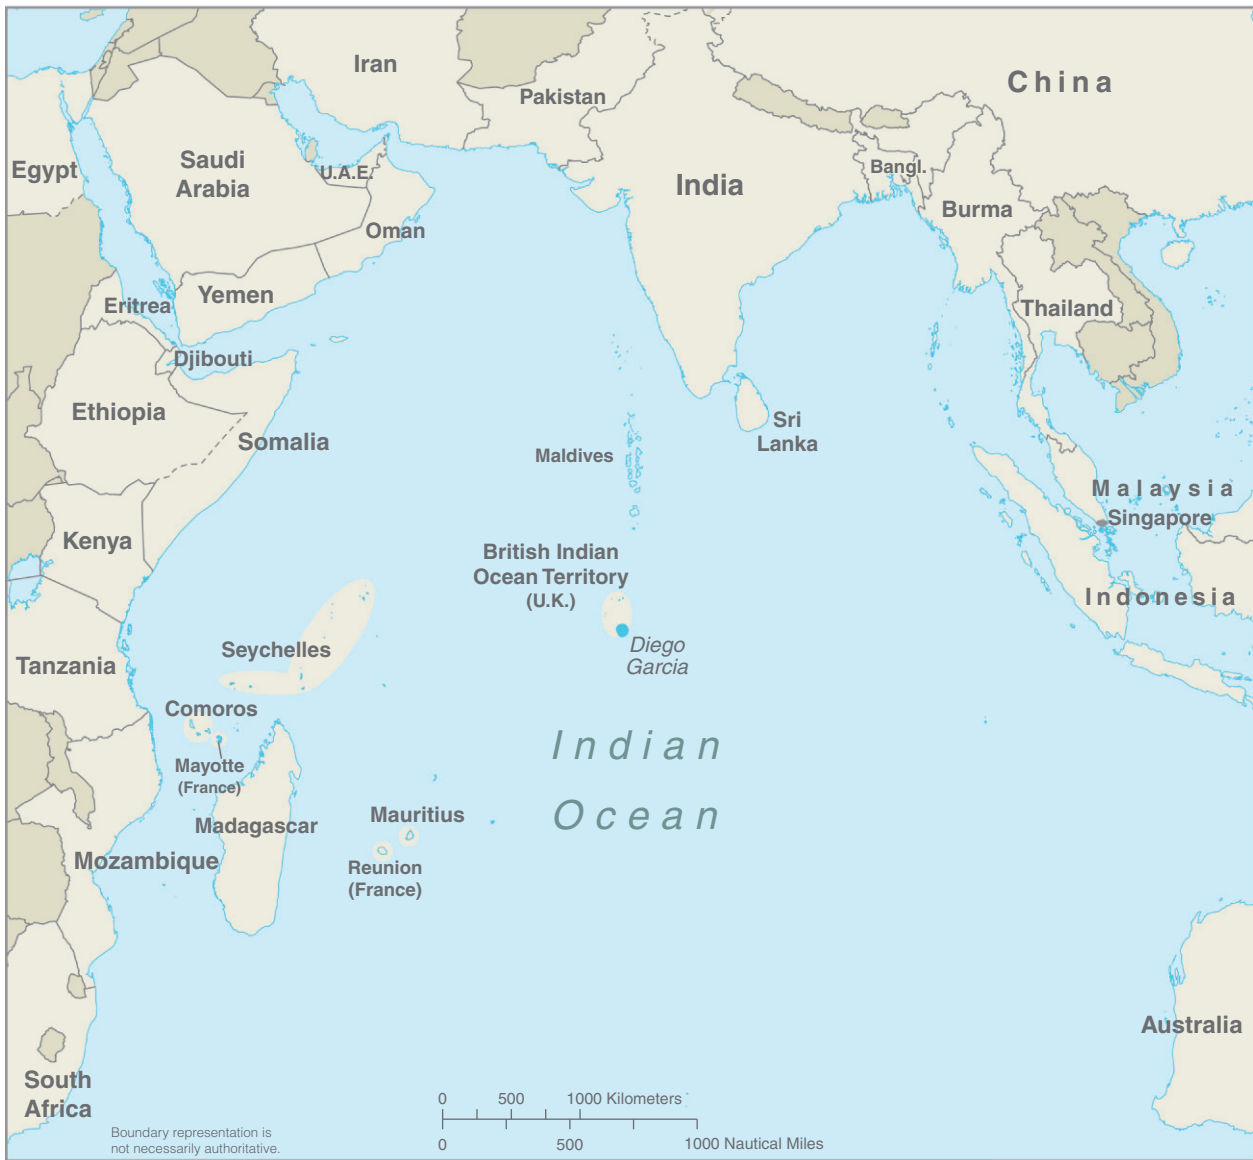 Iran
Pakistan
China
Egypt
Saudi
Arabia
U.A.E.
Bangl.
India
Burma
Oman
Yemen
Eritrea
Thailand
Djibouti
Ethiopia
Somalia
Sri
Lanka
Maldives
Malaysia
Singapore
Kenya
British Indian
Ocean Territory
(U.K.)
Indonesia
Seychelles
Diego
Garcia
Tanzania
Comoros
Indian
Ocean
Mayotte
(France)
Mauritius
Madagascar
Mozambique
Reunion
(France)
Australia
South
Africa
0 500 1000 Kilometers
0 500 1000 Nautical Miles
Boundary representation is
not necessarily authoritative.